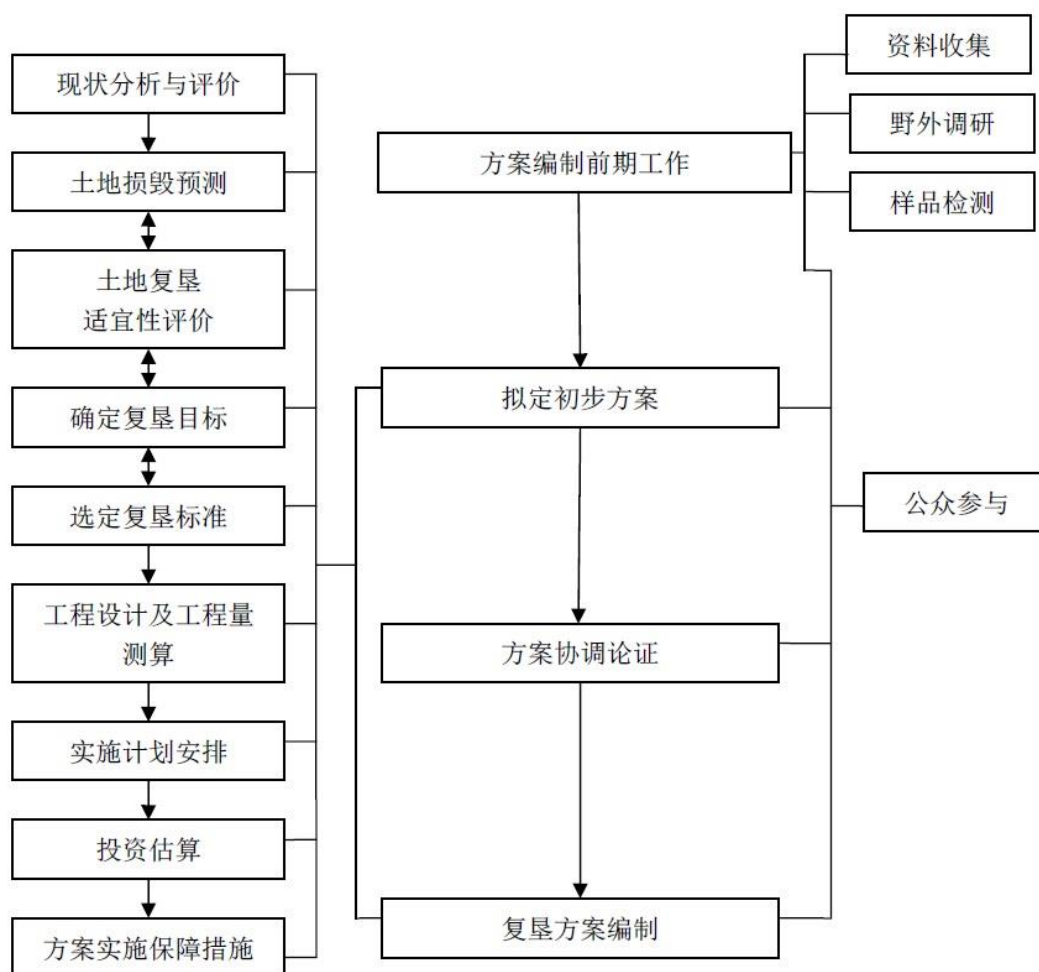 现状分析与评价
土地损毁预测
土地复垦
适宜性评价
确定复垦目标
选定复垦标准
工程设计及工程量
测算
实施计划安排
投资估算
方案实施保障措施
方案编制前期工作
拟定初步方案
方案协调论证
复垦方案编制
资料收集
野外调研
样品检测
公众参与